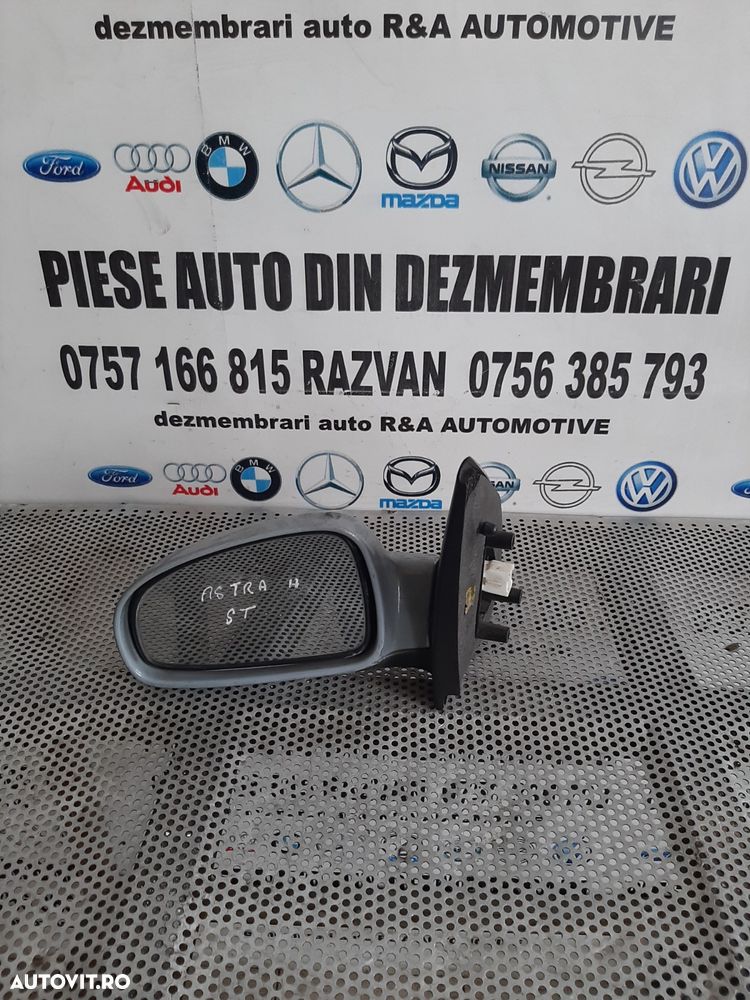 dezmembrari auto R&A AUTOMOTIVE
Ford Audi BMW mazda NISSAN
PIESE AUTO DIN DEZMEMBRARI
0757 166 815 RAZVAN 0756 385 793
dezmembrari auto R&A AUTOMOTIVE
Ford Audi BMW mazda NISSAN
ASTRA H
ST
AUTOVIT.RO